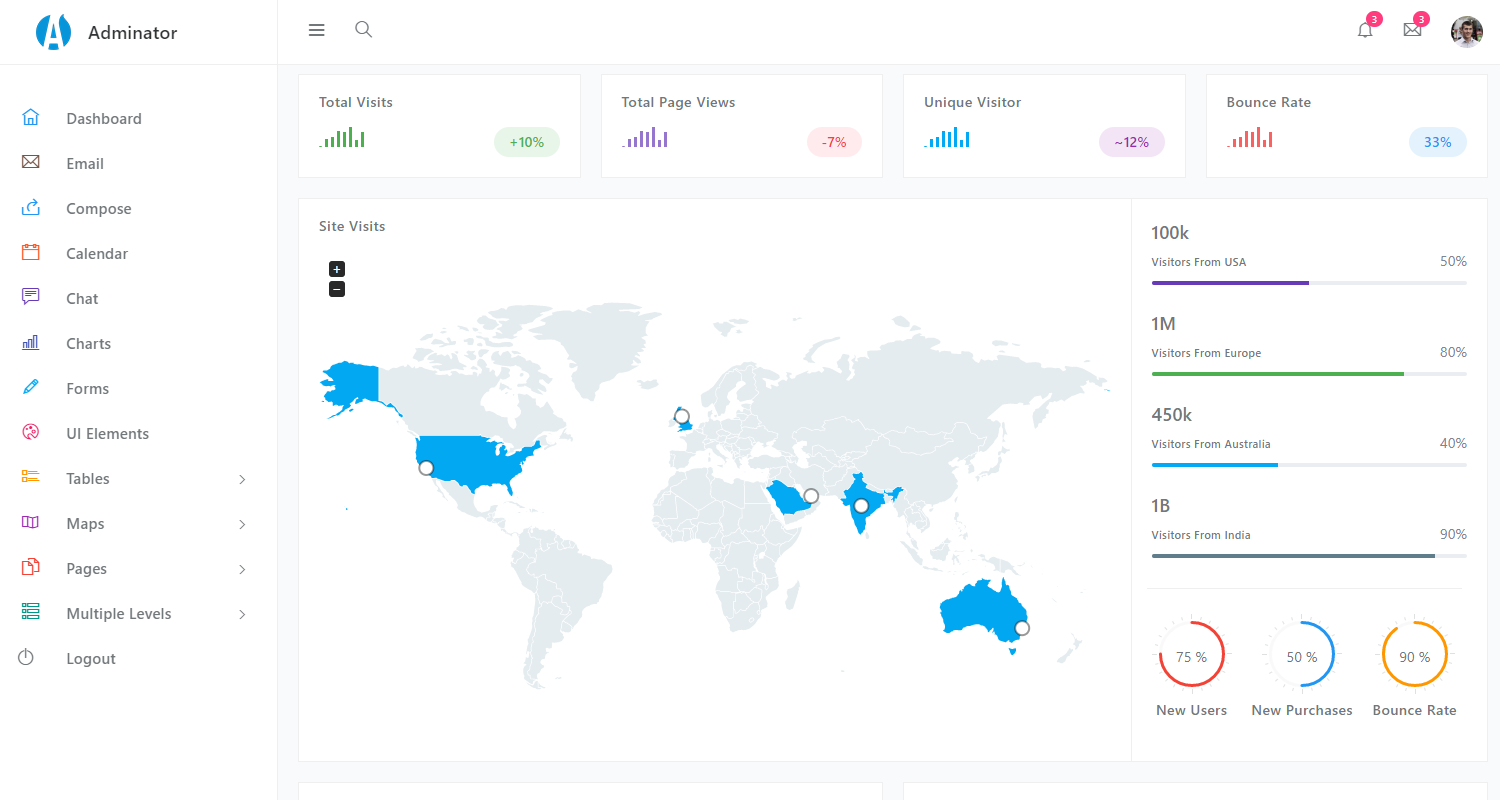 Adminator
3
3
Dashboard
Email
Compose
Calendar
Chat
Charts
Forms
UI Elements
Tables
Maps
Pages
Multiple Levels
Logout
Total Visits
+10%
Total Page Views
-7%
Unique Visitor
~12%
Bounce Rate
33%
Site Visits
+
−
100k
Visitors From USA 50%
1M
Visitors From Europe 80%
450k
Visitors From Australia 40%
1B
Visitors From India 90%
75 % 50 % 90 %
New Users New Purchases Bounce Rate